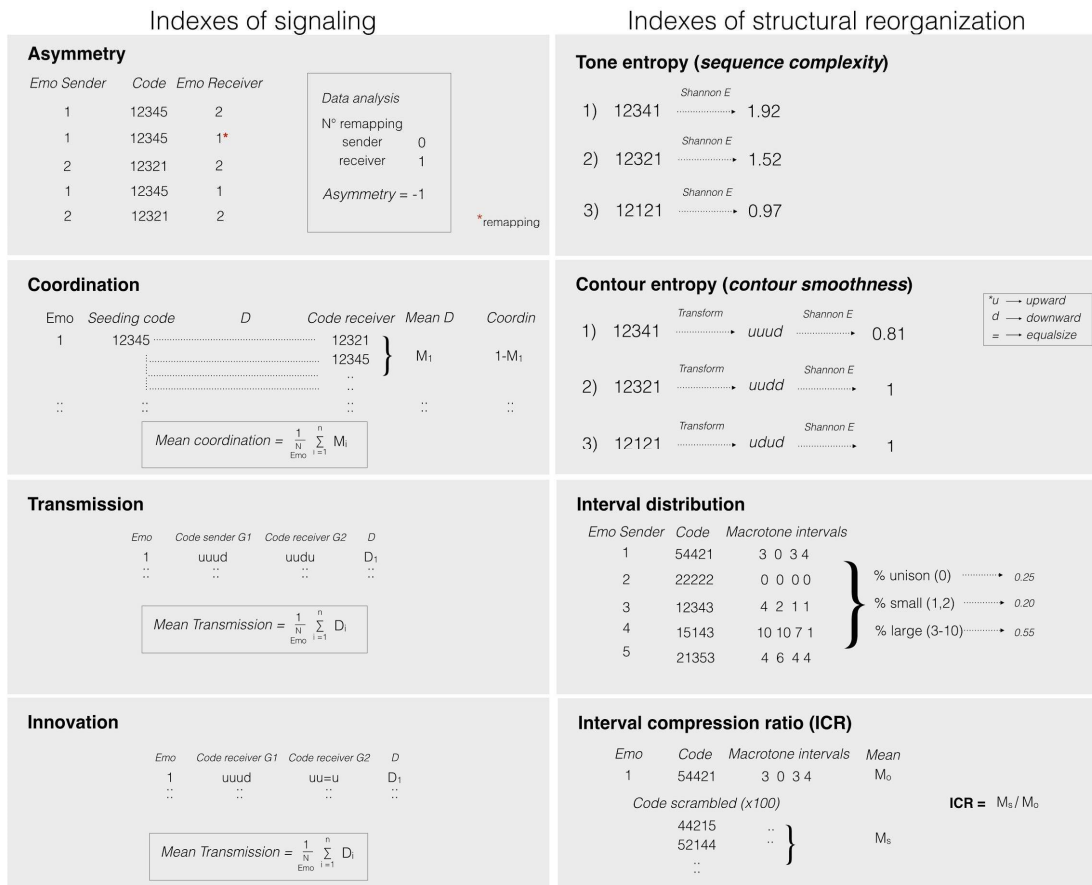 Indexes of signaling
Asymmetry
Emo Sender Code Emo Receiver
1 12345 2
1 12345 1*
2 12321 2
1 12345 1
2 12321 2
Data analysis
N° remapping
sender 0
receiver 1
Asymmetry = -1
*remapping
Coordination
Emo Seeding code D Code receiver Mean D Coordin
1 12345 12321
12345 } M1 1-M1
..
..
:: :: :: :: ::
Mean coordination = 1/N Emo n Σ i=1 Mi
Transmission
Emo Code sender G1 Code receiver G2 D
1 uuud uudu D1
:: :: :: ::
Mean Transmission = 1/N Emo n Σ i=1 Di
Innovation
Emo Code receiver G1 Code receiver G2 D
1 uuud uu=u D1
:: :: :: ::
Mean Transmission = 1/N Emo n Σ i=1 Di
Indexes of structural reorganization
Tone entropy (sequence complexity)
Shannon E
1) 12341 1.92
Shannon E
2) 12321 1.52
Shannon E
3) 12121 0.97
Contour entropy (contour smoothness)
*u → upward
d → downward
= → equalsize
Transform Shannon E
1) 12341 uuud 0.81
Transform Shannon E
2) 12321 uudd 1
Transform Shannon E
3) 12121 udud 1
Interval distribution
Emo Sender Code Macrotone intervals
1 54421 3 0 3 4
2 22222 0 0 0 0
3 12343 4 2 1 1
4 15143 10 10 7 1
5 21353 4 6 4 4
% unison (0) 0.25
% small (1,2) 0.20
% large (3-10) 0.55
Interval compression ratio (ICR)
Emo Code Macrotone intervals Mean
1 54421 3 0 3 4 Mo
Code scrambled (x100)
44215 ..
52144 .. } Ms
::
ICR = Ms / Mo